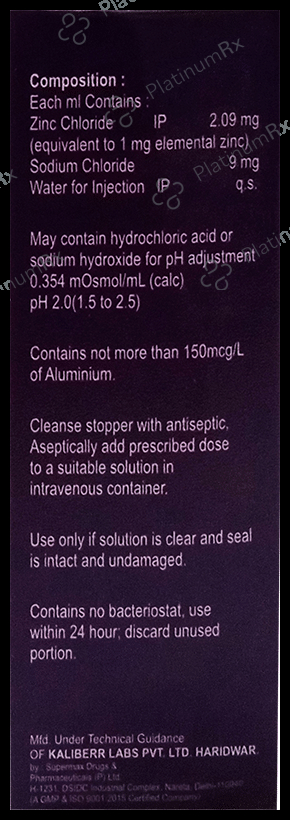 PlatinumRx
Composition :
Each ml Contains :
Zinc Chloride IP 2.09 mg
(equivalent to 1 mg elemental zinc)
Sodium Chloride 9 mg
Water for Injection IP q.s.
May contain hydrochloric acid or
sodium hydroxide for pH adjustment
0.354 mOsmol/mL (calc)
pH 2.0(1.5 to 2.5)
Contains not more than 150mcg/L
of Aluminium.
Cleanse stopper with antiseptic,
Aseptically add prescribed dose
to a suitable solution in
intravenous container.
Use only if solution is clear and seal
is intact and undamaged.
Contains no bacteriostat, use
within 24 hour; discard unused
portion.
Mfd. Under Technical Guidance
OF KALIBERR LABS PVT. LTD. HARIDWAR.
by : Supermax Drugs &
Pharmaceuticals (P) Ltd.
H-1231, DSIDC Industrial Complex, Narela, Delhi-110040
(A GMP & ISO 9001:2015 Certified Company)